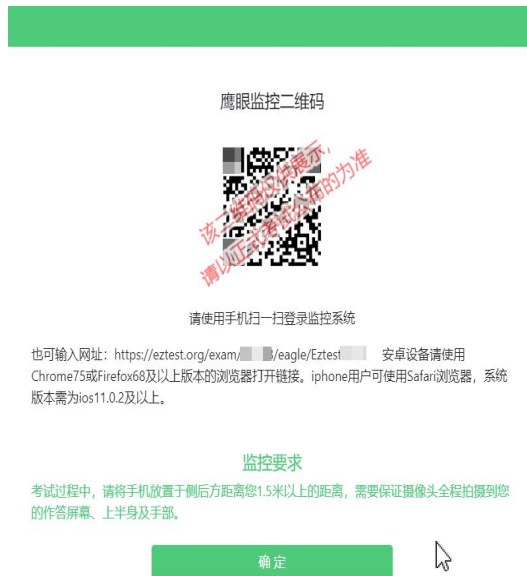 鹰眼监控二维码
该二维码仅供展示，
请以正式考试公布的为准
请使用手机扫一扫登录监控系统
也可输入网址：https://eztest.org/exam/ /eagle/Eztest 安卓设备请使用
Chrome75或Firefox68及以上版本的浏览器打开链接。iphone用户可使用Safari浏览器，系统
版本需为ios11.0.2及以上。
监控要求
考试过程中，请将手机放置于侧后方距离您1.5米以上的距离，需要保证摄像头全程拍摄到您
的作答屏幕、上半身及手部。
确定